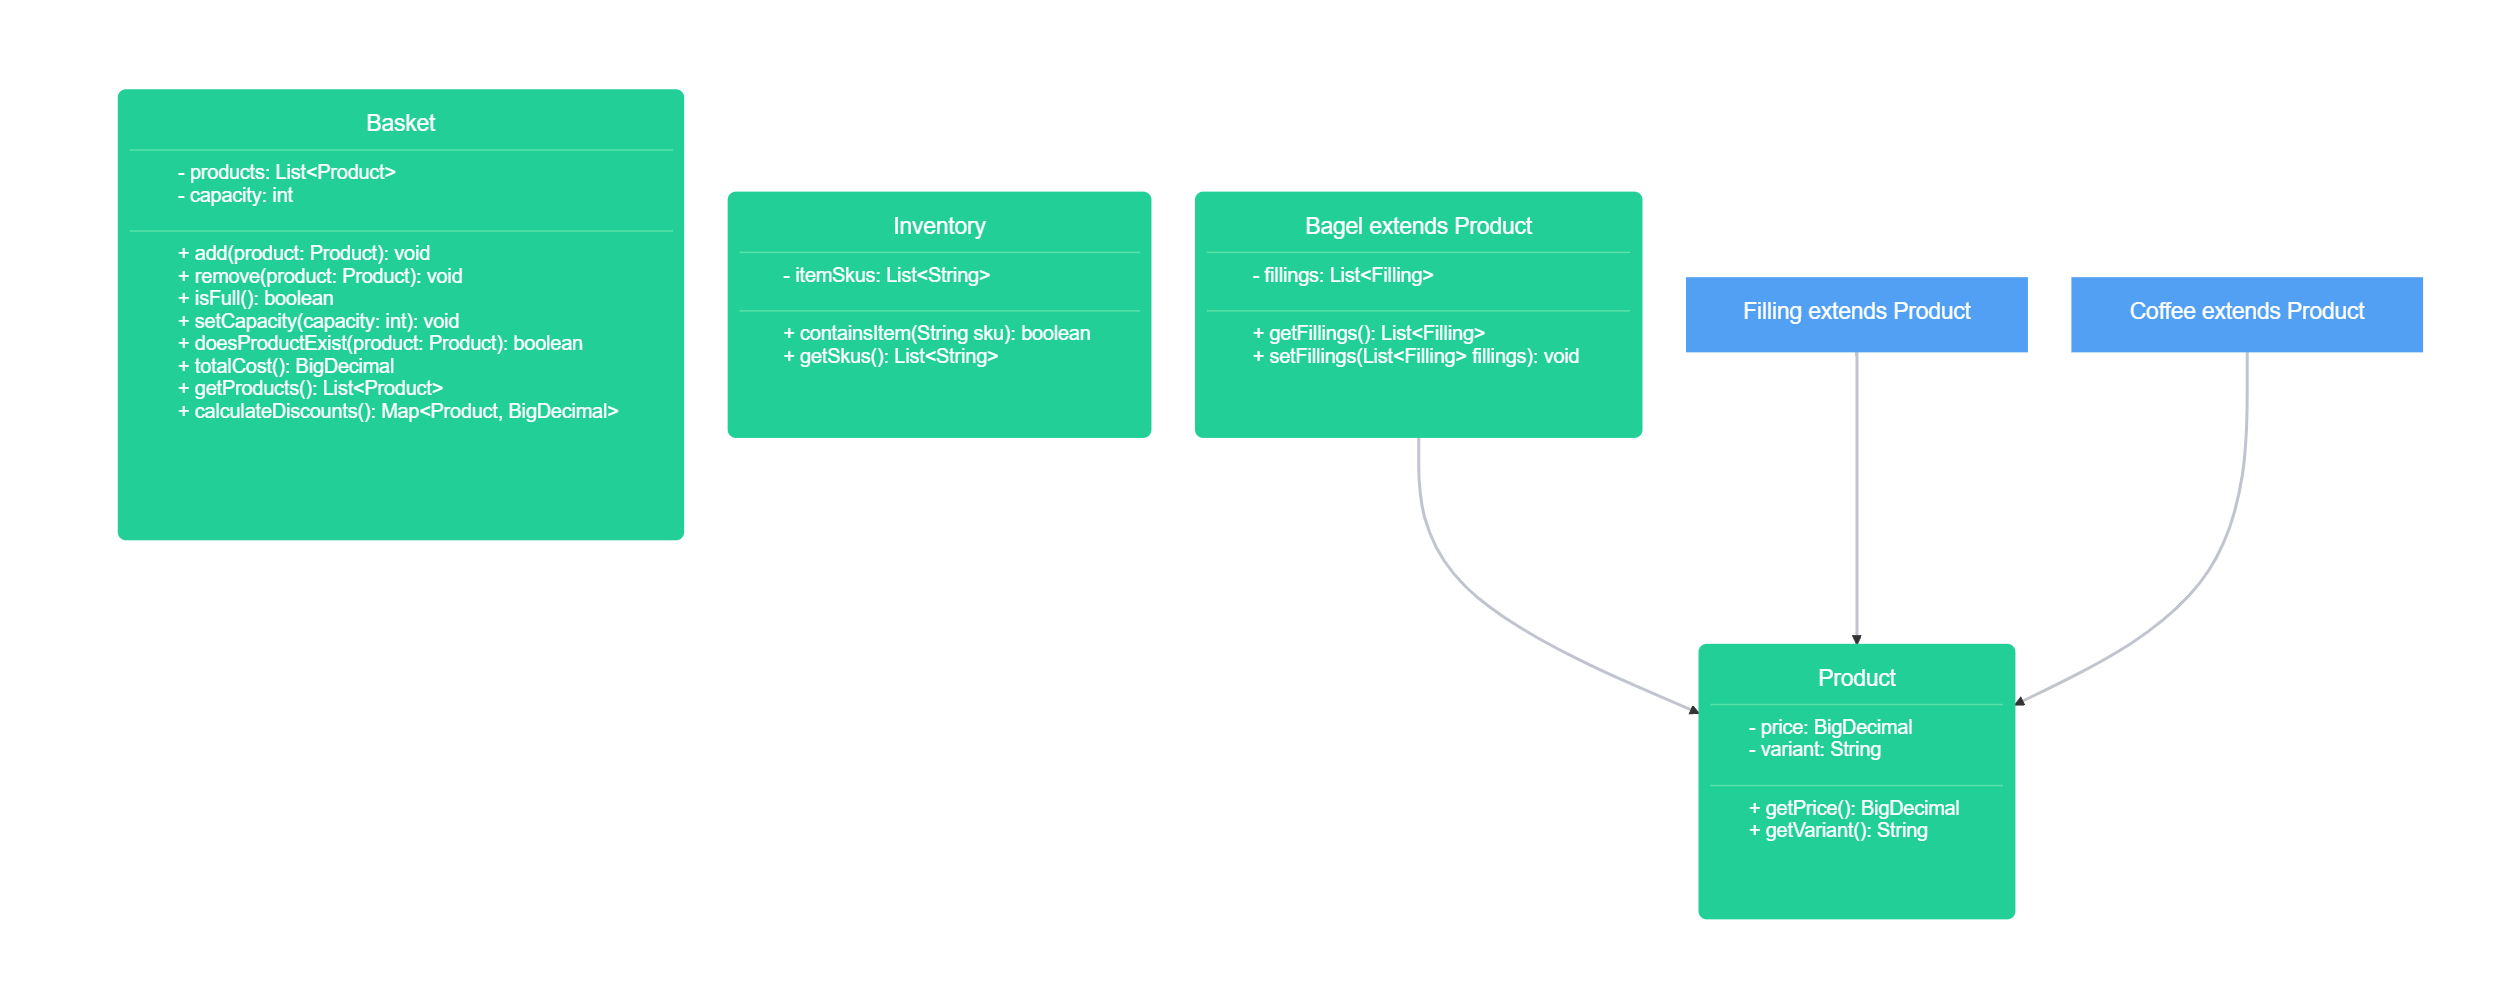 Basket
- products: List<Product>
- capacity: int
+ add(product: Product): void
+ remove(product: Product): void
+ isFull(): boolean
+ setCapacity(capacity: int): void
+ doesProductExist(product: Product): boolean
+ totalCost(): BigDecimal
+ getProducts(): List<Product>
+ calculateDiscounts(): Map<Product, BigDecimal>
Inventory
- itemSkus: List<String>
+ containsItem(String sku): boolean
+ getSkus(): List<String>
Bagel extends Product
- fillings: List<Filling>
+ getFillings(): List<Filling>
+ setFillings(List<Filling> fillings): void
Filling extends Product
Coffee extends Product
Product
- price: BigDecimal
- variant: String
+ getPrice(): BigDecimal
+ getVariant(): String